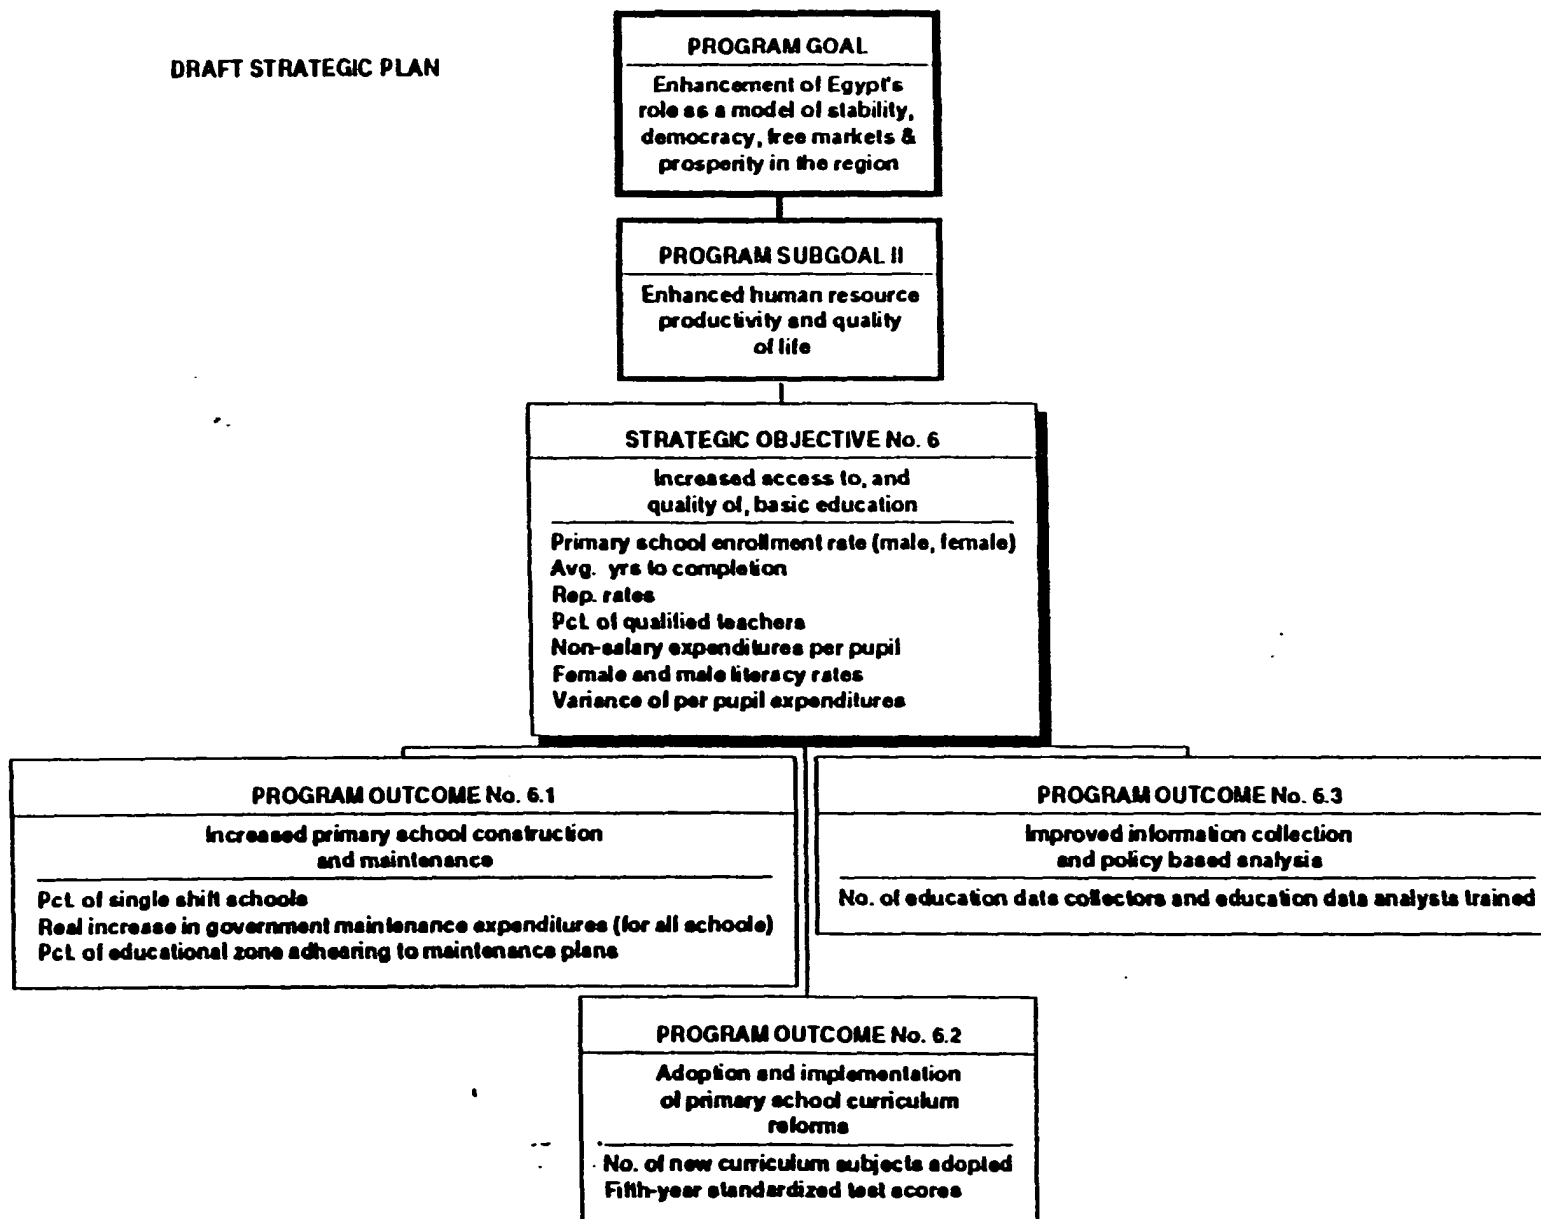 DRAFT STRATEGIC PLAN
PROGRAM GOAL
Enhancement of Egypt's
role as a model of stability,
democracy, free markets &
prosperity in the region
PROGRAM SUBGOAL II
Enhanced human resource
productivity and quality
of life
STRATEGIC OBJECTIVE No. 6
Increased access to, and
quality of, basic education
Primary school enrollment rate (male, female)
Avg. yrs to completion
Rep. rates
Pct. of qualified teachers
Non-salary expenditures per pupil
Female and male literacy rates
Variance of per pupil expenditures
PROGRAM OUTCOME No. 6.1
Increased primary school construction
and maintenance
Pct. of single shift schools
Real increase in government maintenance expenditures (for all schools)
Pct. of educational zone adhearing to maintenance plans
PROGRAM OUTCOME No. 6.3
Improved information collection
and policy based analysis
No. of education data collectors and education data analysts trained
PROGRAM OUTCOME No. 6.2
Adoption and implementation
of primary school curriculum
reforms
No. of new curriculum subjects adopted
Fifth-year standardized test scores